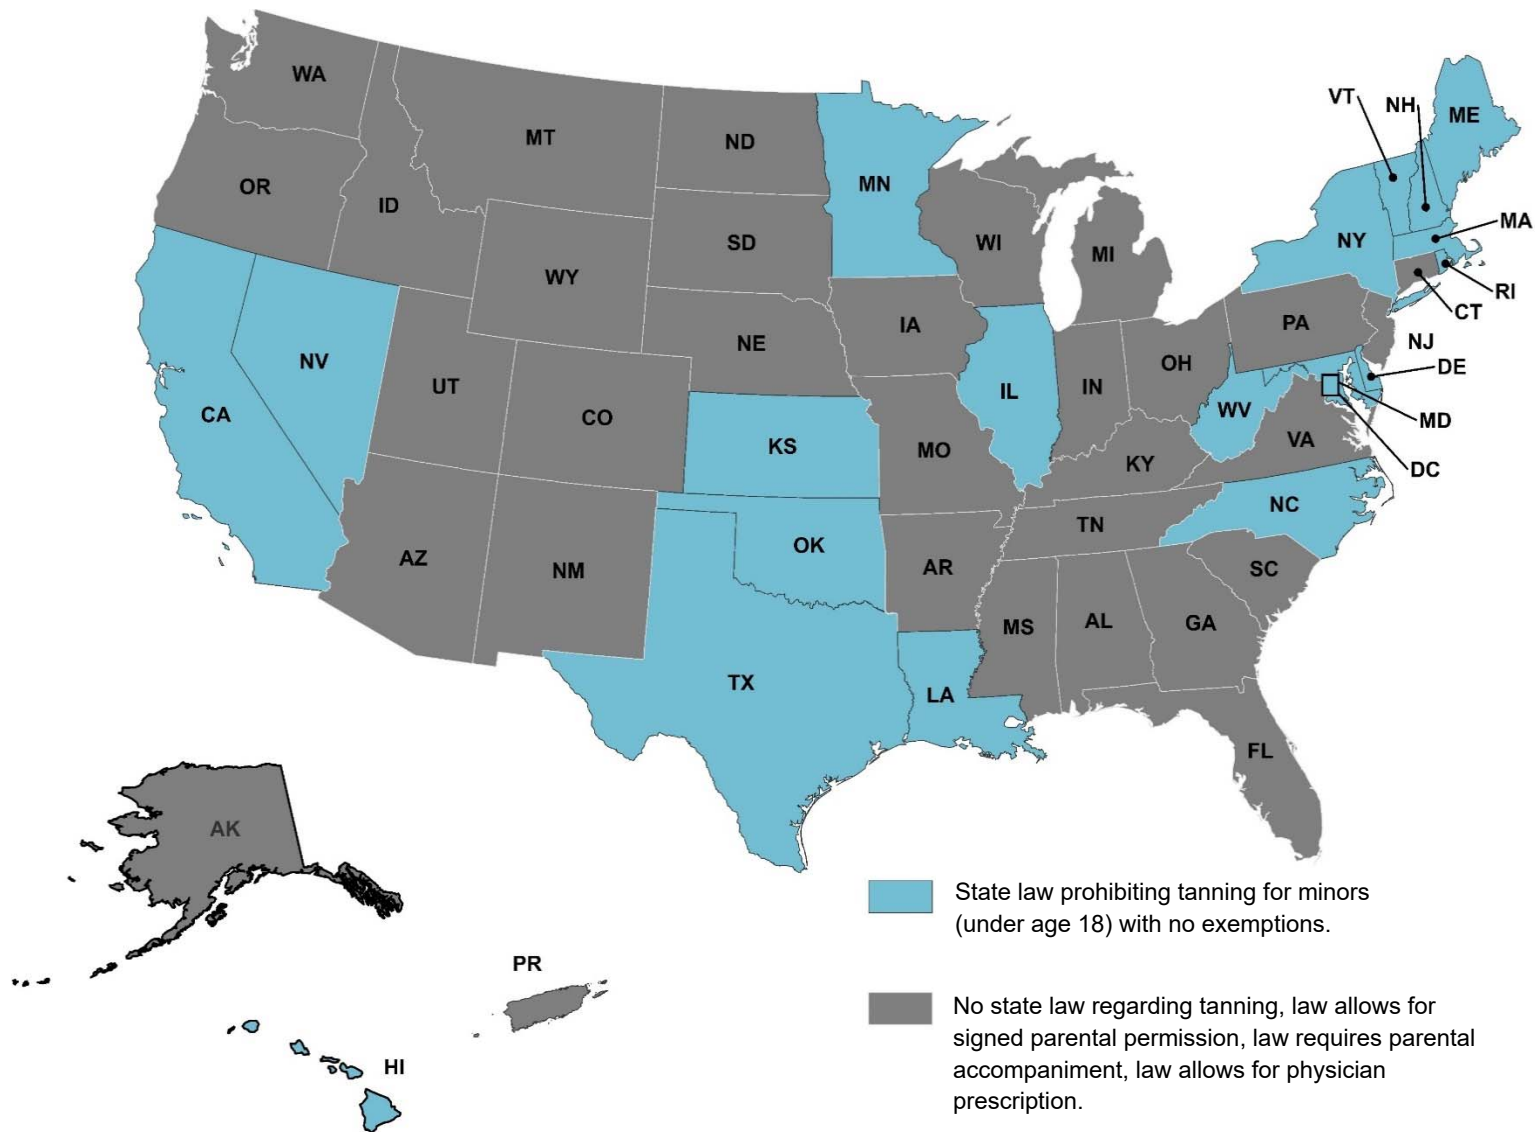 WA
MT
ND
MN
VT
NH
ME
OR
ID
SD
WI
MI
NY
MA
WY
RI
CT
IA
NE
PA
NJ
NV
UT
CO
IL
IN
OH
DE
CA
WV
MD
KS
MO
KY
VA
DC
NC
TN
AZ
NM
OK
AR
SC
MS
AL
GA
TX
LA
FL
AK
State law prohibiting tanning for minors
(under age 18) with no exemptions.
PR
No state law regarding tanning, law allows for
signed parental permission, law requires parental
accompaniment, law allows for physician
prescription.
HI